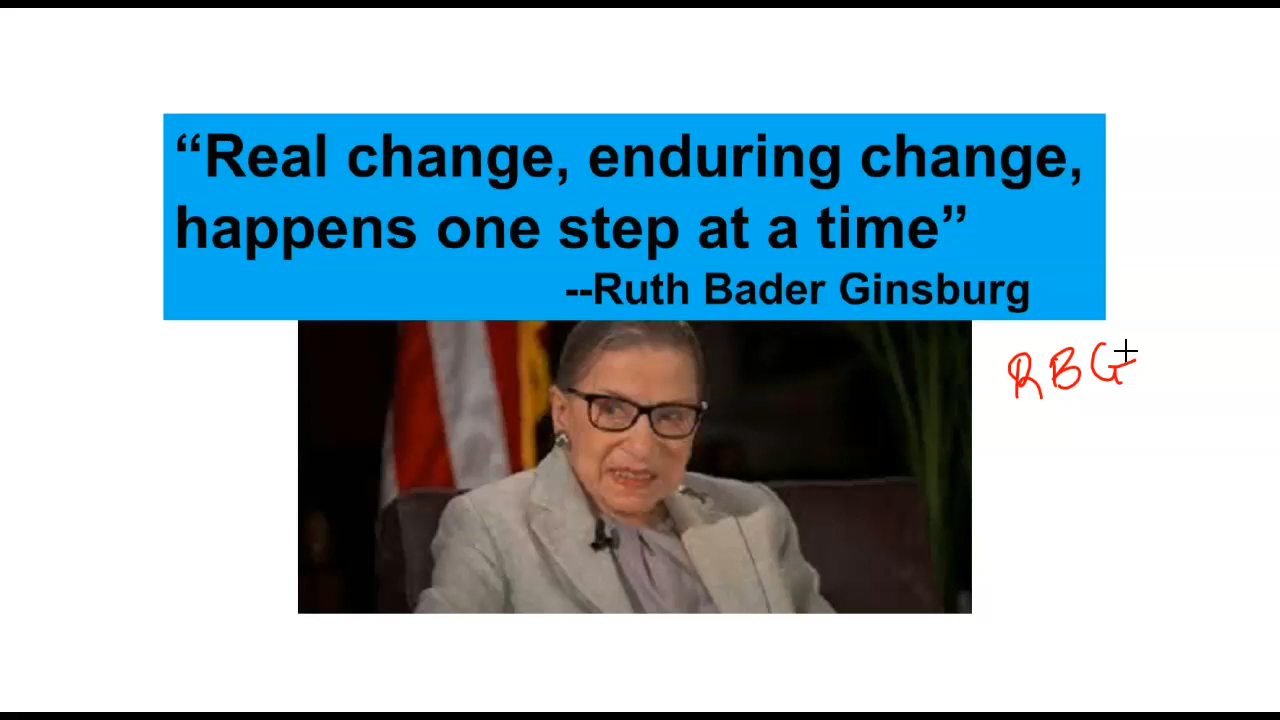 “Real change, enduring change,
happens one step at a time”
--Ruth Bader Ginsburg
RBG